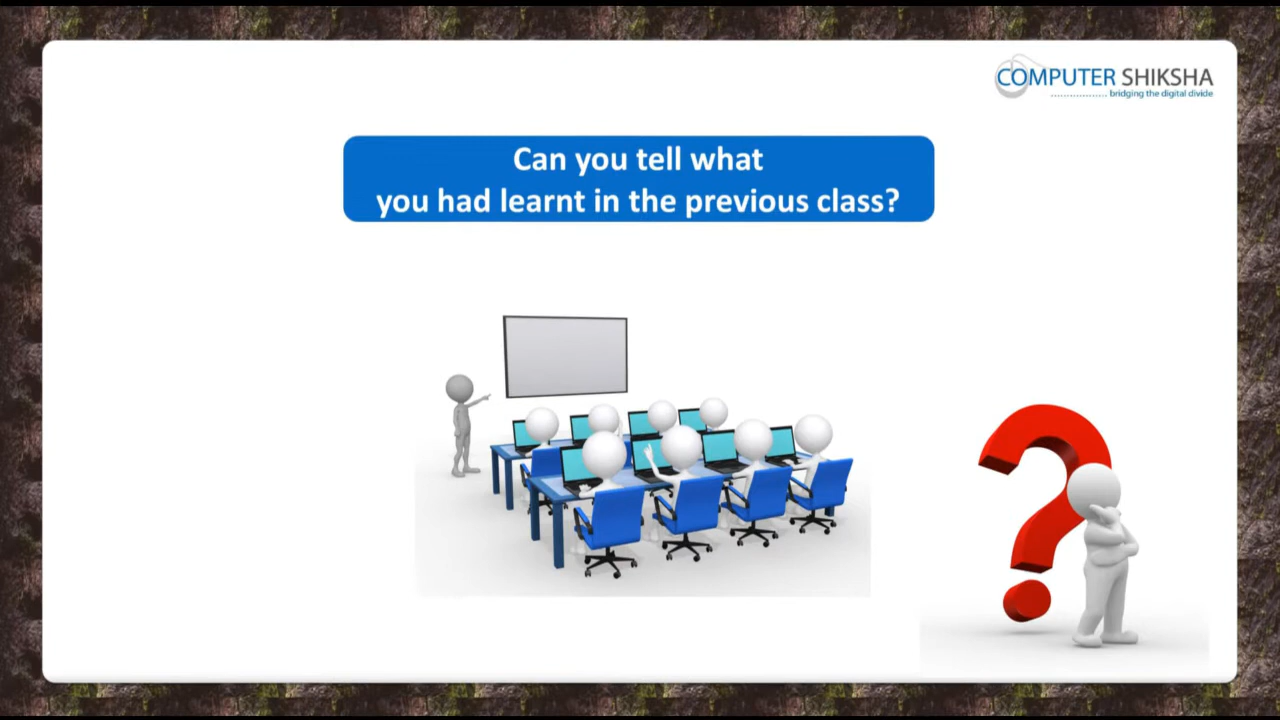 COMPUTER SHIKSHA
bridging the digital divide
Can you tell what
you had learnt in the previous class?